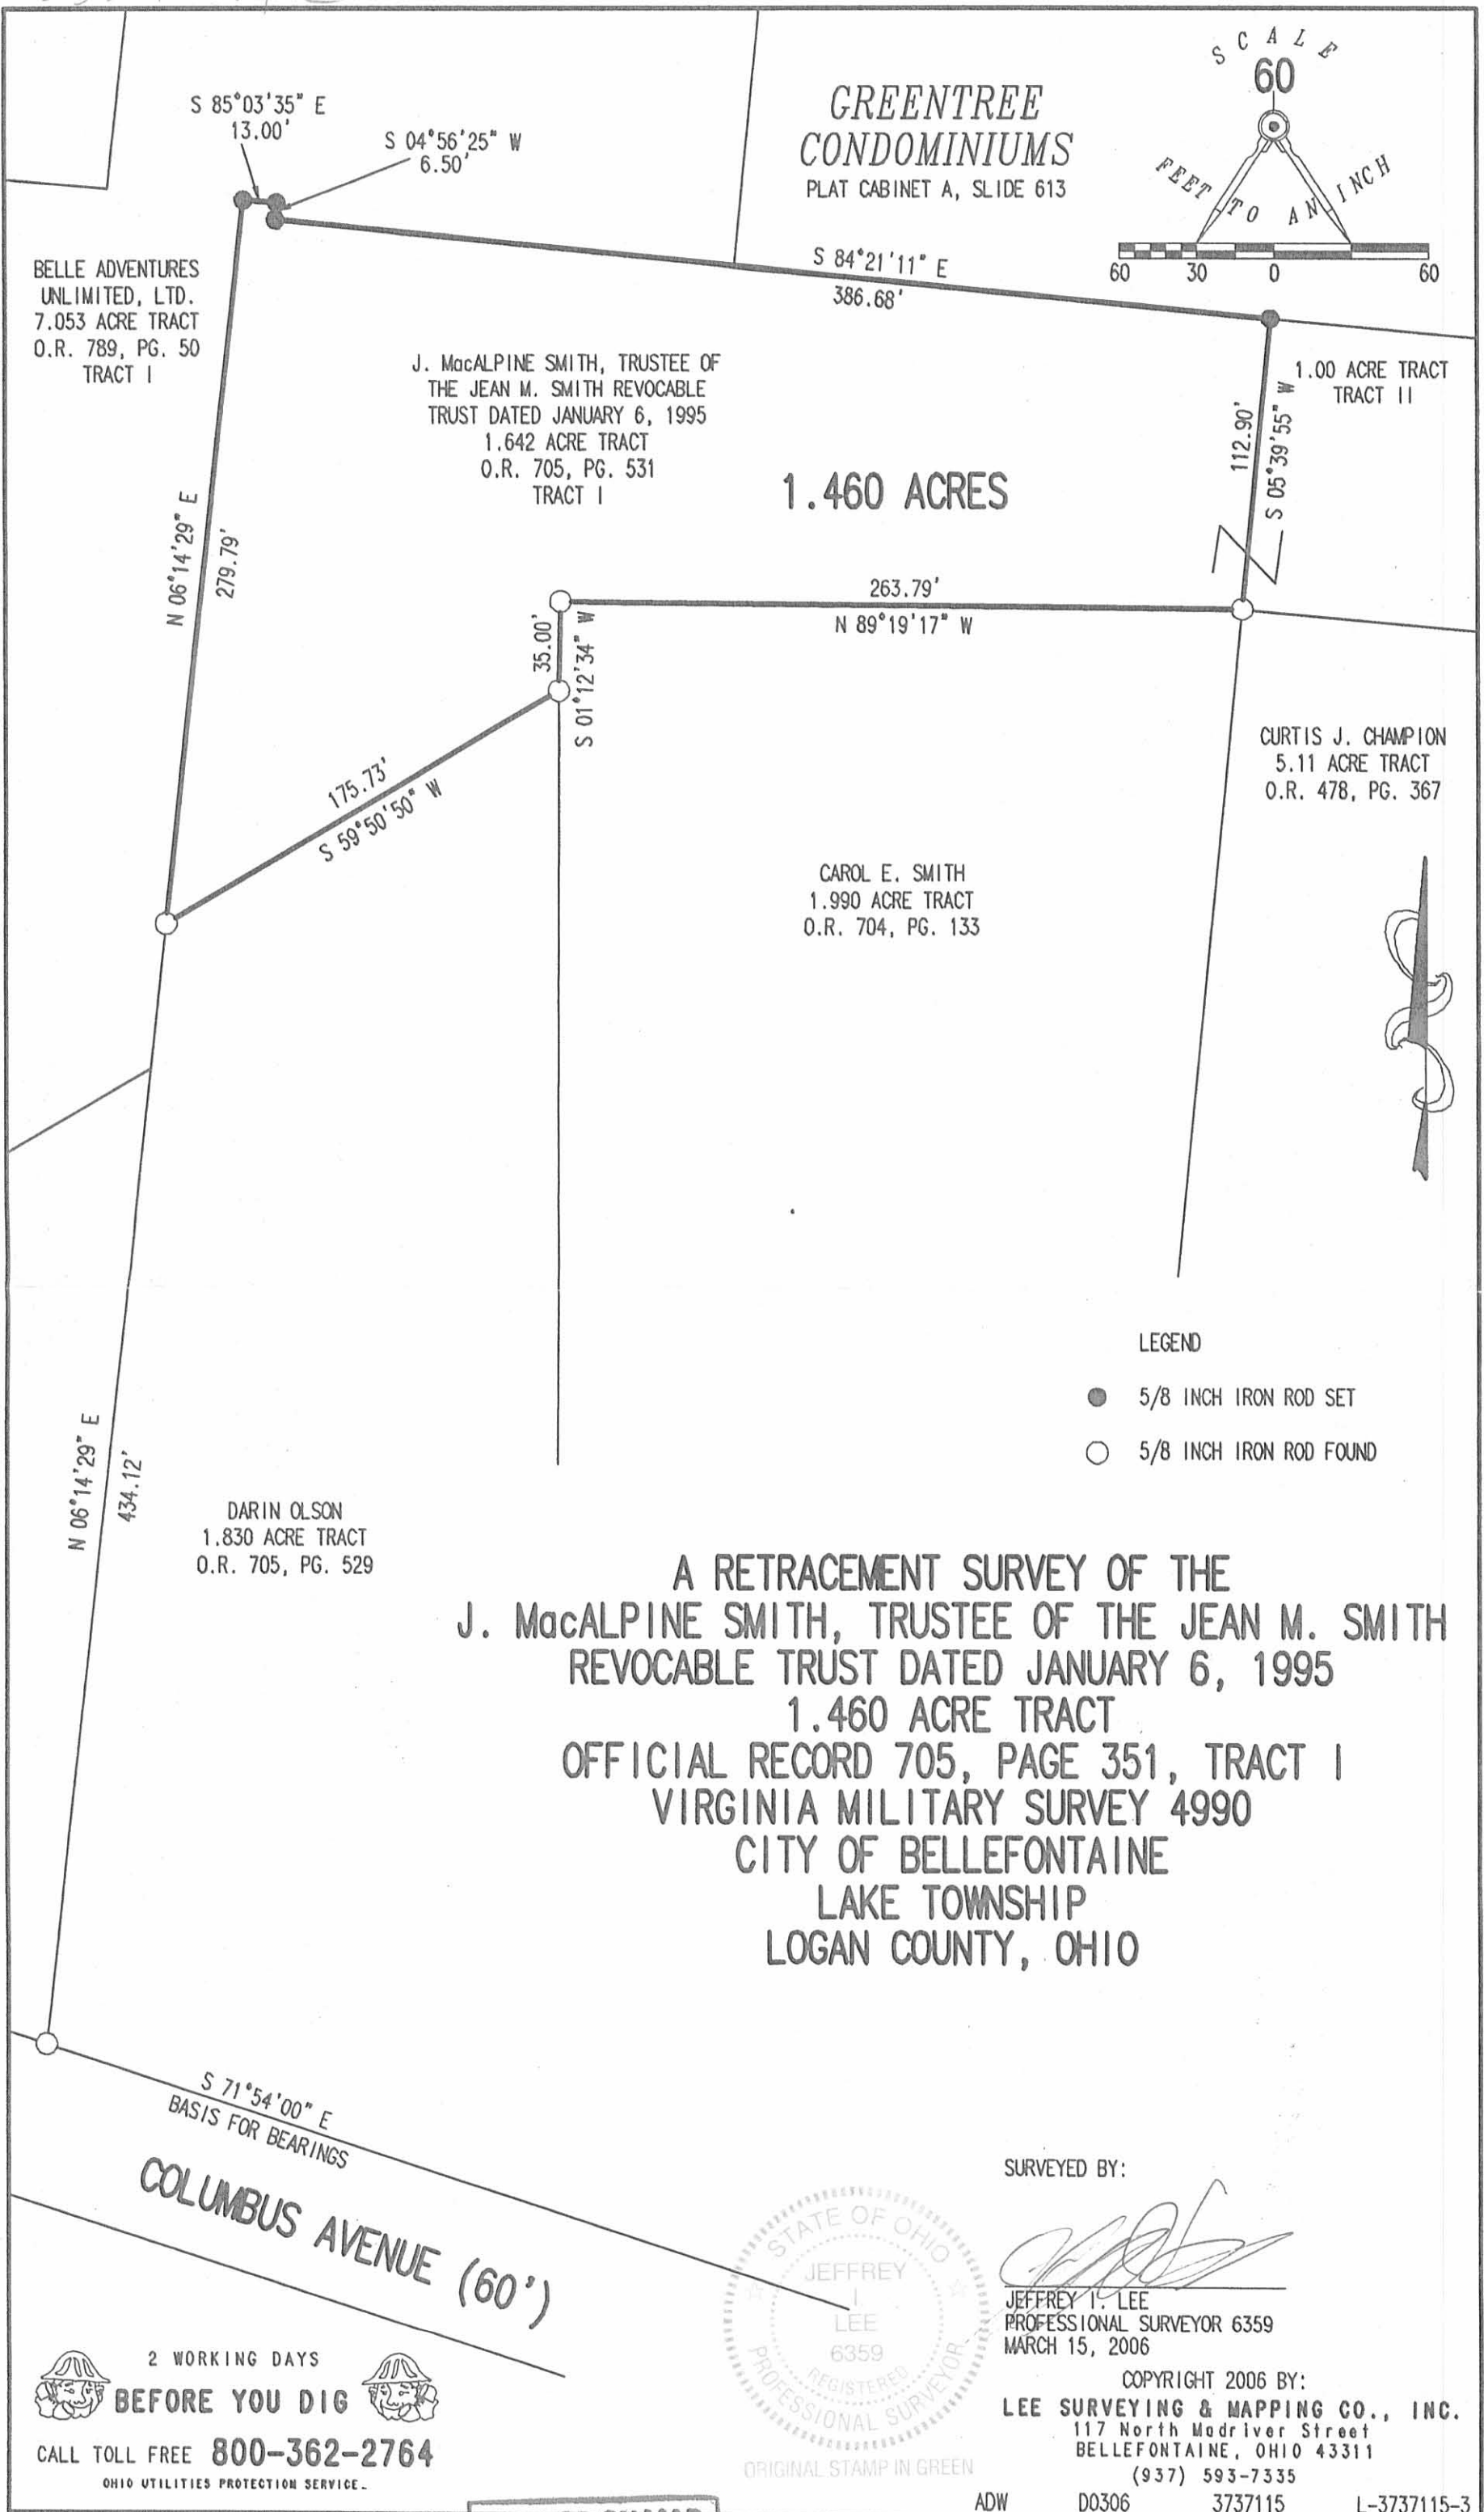 S 85°03'35" E
13.00'
S 04°56'25" W
6.50'
GREENTREE
CONDOMINIUMS
PLAT CABINET A, SLIDE 613
SCALE
60
FEET TO AN INCH
60 30 0 60
BELLE ADVENTURES
UNLIMITED, LTD.
7.053 ACRE TRACT
O.R. 789, PG. 50
TRACT I
S 84°21'11" E
386.68'
J. MacALPINE SMITH, TRUSTEE OF
THE JEAN M. SMITH REVOCABLE
TRUST DATED JANUARY 6, 1995
1.642 ACRE TRACT
O.R. 705, PG. 531
TRACT I
1.00 ACRE TRACT
TRACT II
112.90'
S 05°39'55" W
1.460 ACRES
N 06°14'29" E
279.79'
263.79'
N 89°19'17" W
35.00'
S 01°12'34" W
175.73'
S 59°50'50" W
CURTIS J. CHAMPION
5.11 ACRE TRACT
O.R. 478, PG. 367
CAROL E. SMITH
1.990 ACRE TRACT
O.R. 704, PG. 133
LEGEND
5/8 INCH IRON ROD SET
5/8 INCH IRON ROD FOUND
N 06°14'29" E
434.12'
DARIN OLSON
1.830 ACRE TRACT
O.R. 705, PG. 529
A RETRACEMENT SURVEY OF THE
J. MacALPINE SMITH, TRUSTEE OF THE JEAN M. SMITH
REVOCABLE TRUST DATED JANUARY 6, 1995
1.460 ACRE TRACT
OFFICIAL RECORD 705, PAGE 351, TRACT I
VIRGINIA MILITARY SURVEY 4990
CITY OF BELLEFONTAINE
LAKE TOWNSHIP
LOGAN COUNTY, OHIO
S 71°54'00" E
BASIS FOR BEARINGS
COLUMBUS AVENUE (60')
SURVEYED BY:
STATE OF OHIO
JEFFREY
I
LEE
6359
REGISTERED
PROFESSIONAL SURVEYOR
ORIGINAL STAMP IN GREEN
JEFFREY I. LEE
PROFESSIONAL SURVEYOR 6359
MARCH 15, 2006
COPYRIGHT 2006 BY:
LEE SURVEYING & MAPPING CO., INC.
117 North Madriver Street
BELLEFONTAINE, OHIO 43311
(937) 593-7335
2 WORKING DAYS
BEFORE YOU DIG
CALL TOLL FREE 800-362-2764
OHIO UTILITIES PROTECTION SERVICE.
ADW D0306 3737115 L-3737115-3